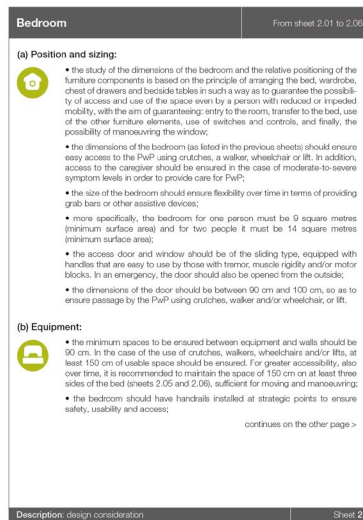 Bedroom
From sheet 2.01 to 2.06
(a) Position and sizing:
• the study of the dimensions of the bedroom and the relative positioning of the
furniture components is based on the principle of arranging the bed, wardrobe,
chest of drawers and bedside tables in such a way as to guarantee the possibili-
ty of access and use of the space even by a person with reduced or impeded
mobility, with the aim of guaranteeing: entry to the room, transfer to the bed, use
of the other furniture elements, use of switches and controls, and finally, the
possibility of manoeuvring the window;
• the dimensions of the bedroom (as listed in the previous sheets) should ensure
easy access to the PwP using crutches, a walker, wheelchair or lift. In addition,
access to the caregiver should be ensured in the case of moderate-to-severe
symptom levels in order to provide care for PwP;
• the size of the bedroom should ensure flexibility over time in terms of providing
grab bars or other assistive devices;
• more specifically, the bedroom for one person must be 9 square metres
(minimum surface area) and for two people it must be 14 square metres
(minimum surface area);
• the access door and window should be of the sliding type, equipped with
handles that are easy to use by those with tremor, muscle rigidity and/or motor
blocks. In an emergency, the door should also be opened from the outside;
• the dimensions of the door should be between 90 cm and 100 cm, so as to
ensure passage by the PwP using crutches, walker and/or wheelchair, or lift.
(b) Equipment:
• the minimum spaces to be ensured between equipment and walls should be
90 cm. In the case of the use of crutches, walkers, wheelchairs and/or lifts, at
least 150 cm of usable space should be ensured. For greater accessibility, also
over time, it is recommended to maintain the space of 150 cm on at least three
sides of the bed (sheets 2.05 and 2.06), sufficient for moving and manoeuvring;
• the bedroom should have handrails installed at strategic points to ensure
safety, usability and access;
continues on the other page >
Description: design consideration
Sheet 2